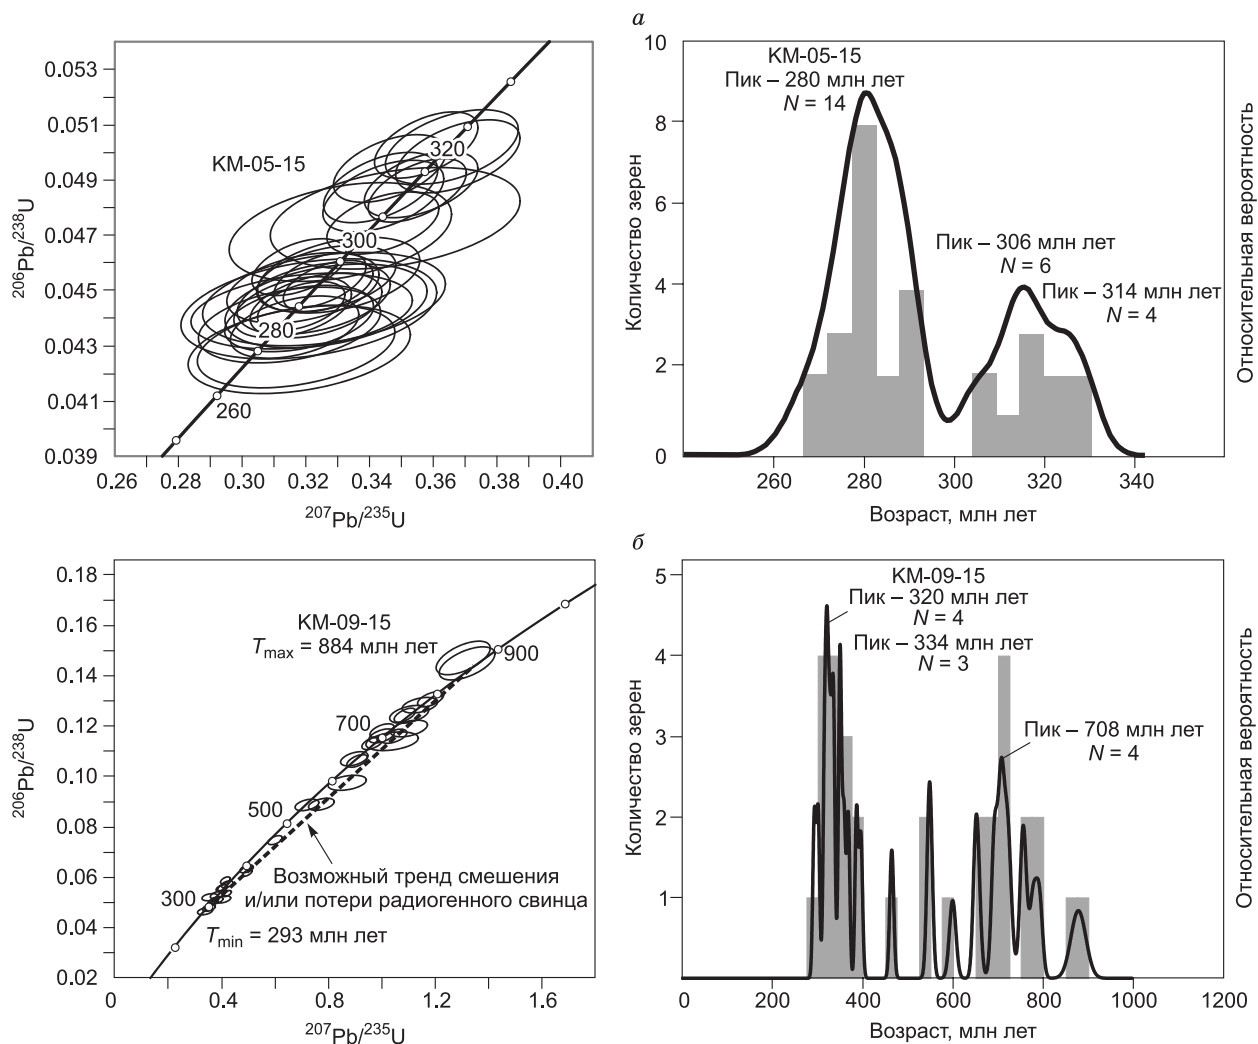 а
0.053
0.051
0.049
0.047
0.045
0.043
0.041
0.039
206Pb/238U
KM-05-15
320
300
280
260
0.26 0.28 0.30 0.32 0.34 0.36 0.38 0.40
207Pb/235U
10
8
6
4
2
0
Количество зерен
KM-05-15
Пик – 280 млн лет
N = 14
Пик – 306 млн лет
N = 6
Пик – 314 млн лет
N = 4
Относительная вероятность
260 280 300 320 340
Возраст, млн лет
б
0.18
0.16
0.14
0.12
0.10
0.08
0.06
0.04
0.02
206Pb/238U
KM-09-15
Tmax = 884 млн лет
900
700
500
300
Возможный тренд смешения
и/или потери радиогенного свинца
Tmin = 293 млн лет
0 0.4 0.8 1.2 1.6
207Pb/235U
5
4
3
2
1
Количество зерен
KM-09-15
Пик – 320 млн лет
N = 4
Пик – 334 млн лет
N = 3
Пик – 708 млн лет
N = 4
Относительная вероятность
0 200 400 600 800 1000 1200
Возраст, млн лет